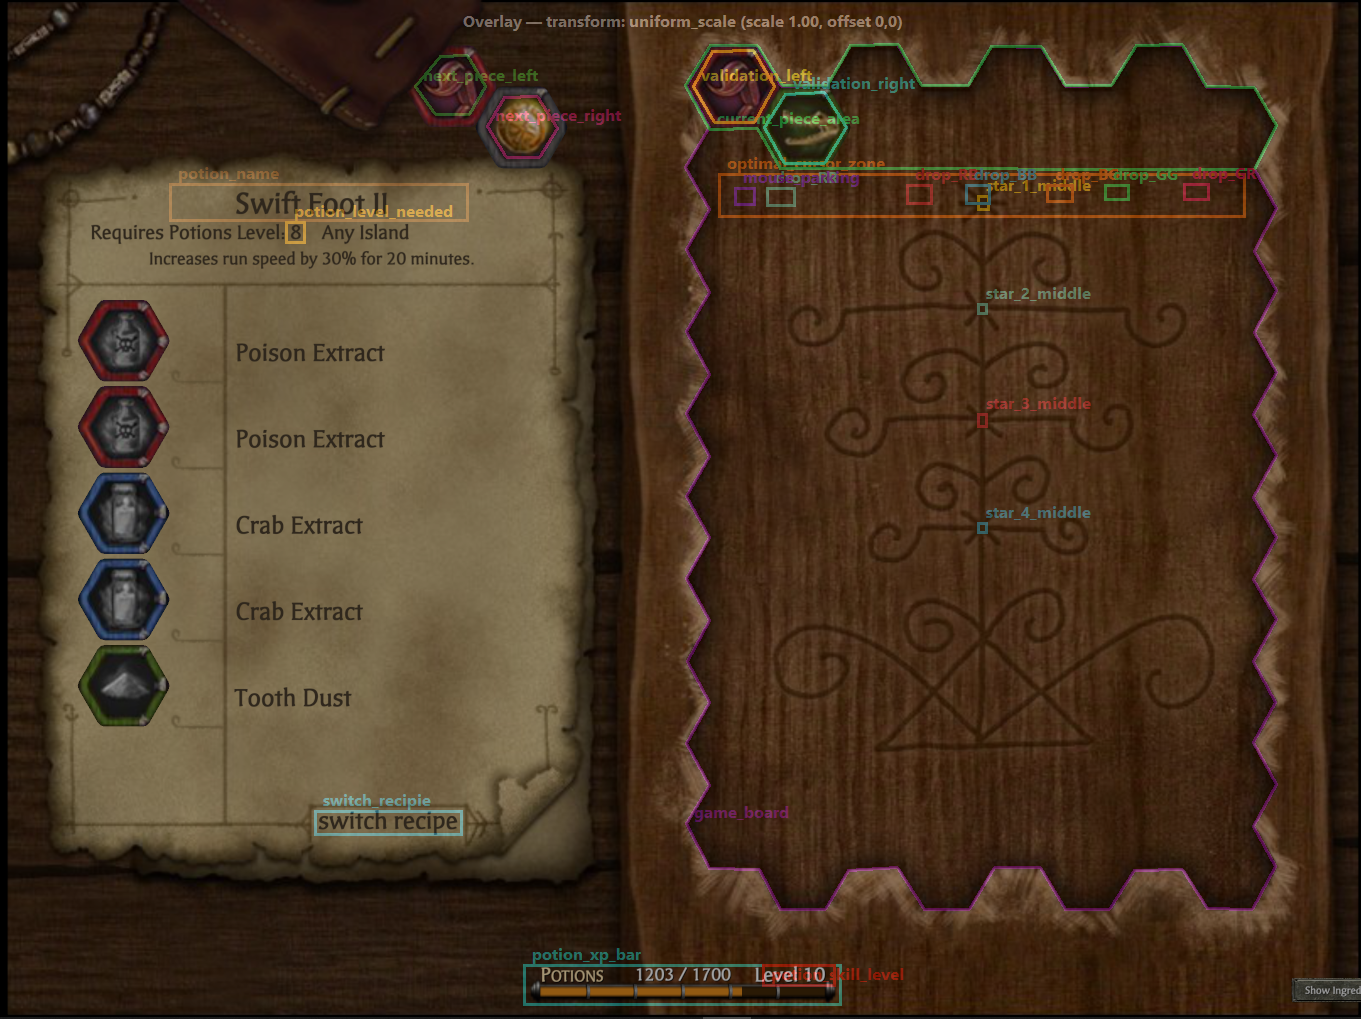 Overlay — transform: uniform_scale (scale 1.00, offset 0,0)
next_piece_left
next_piece_right
validation_left
validation_right
current_piece_area
optimal_cursor_zone
mouse_parking
drop_BB
drop_GG
star_1_middle
star_2_middle
star_3_middle
star_4_middle
game_board
potion_name
Swift Foot II
potion_level_needed
Requires Potions Level: 8 Any Island
Increases run speed by 30% for 20 minutes.
Poison Extract
Poison Extract
Crab Extract
Crab Extract
Tooth Dust
switch_recipie
switch recipe
potion_xp_bar
Potions 1203 / 1700 Level 10
skill_level
Show Ingred